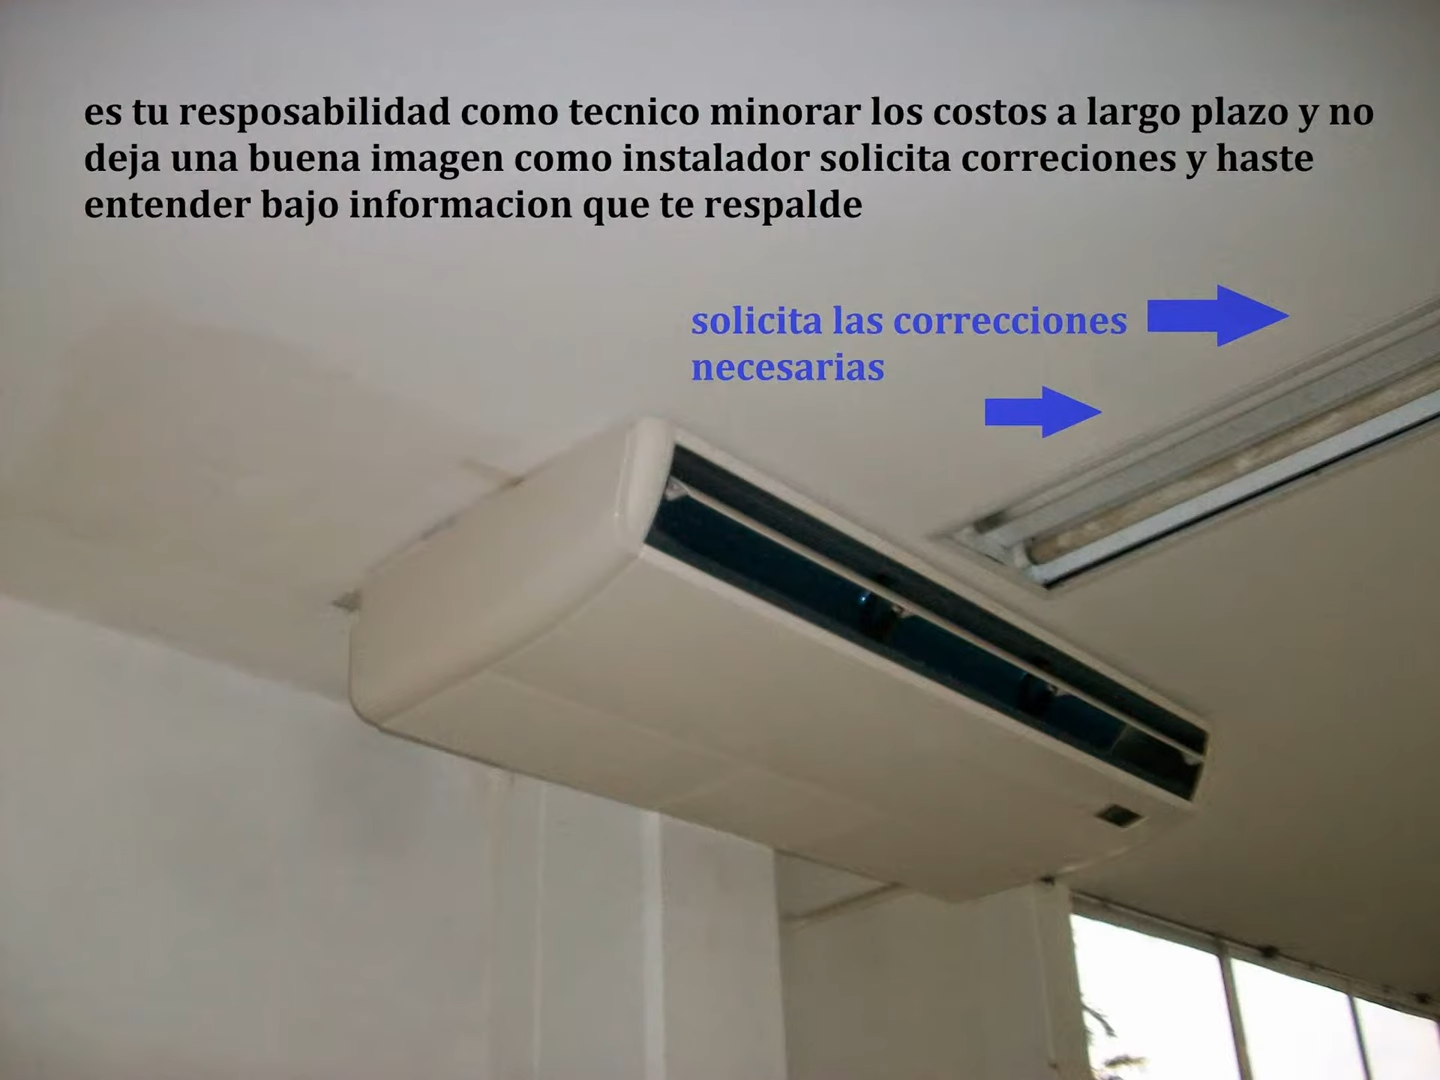 es tu resposabilidad como tecnico minorar los costos a largo plazo y no
deja una buena imagen como instalador solicita correciones y haste
entender bajo informacion que te respalde
solicita las correcciones
necesarias